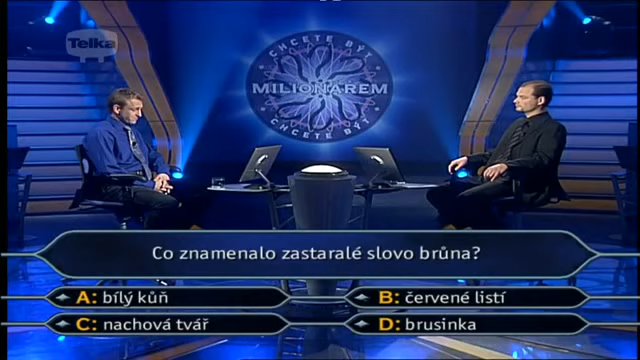 Telka
CHCETE BÝT
MILIONÁŘEM
CHCETE BÝT
Co znamenalo zastaralé slovo brůna?
A: bílý kůň
B: červené listí
C: nachová tvář
D: brusinka